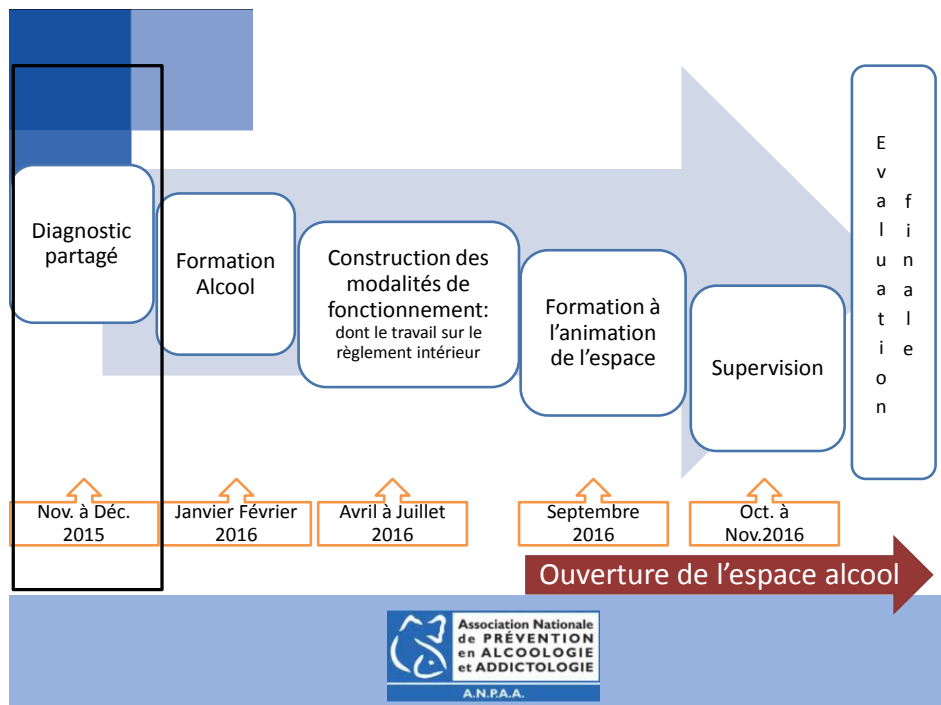 Diagnostic
partagé
Formation
Alcool
Construction des
modalités de
fonctionnement:
dont le travail sur le
règlement intérieur
Formation à
l'animation
de l'espace
Supervision
Evaluation
finale
Nov. à Déc.
2015
Janvier Février
2016
Avril à Juillet
2016
Septembre
2016
Oct. à
Nov.2016
Ouverture de l'espace alcool
Association Nationale
de PRÉVENTION
en ALCOOLOGIE
et ADDICTOLOGIE
A.N.P.A.A.